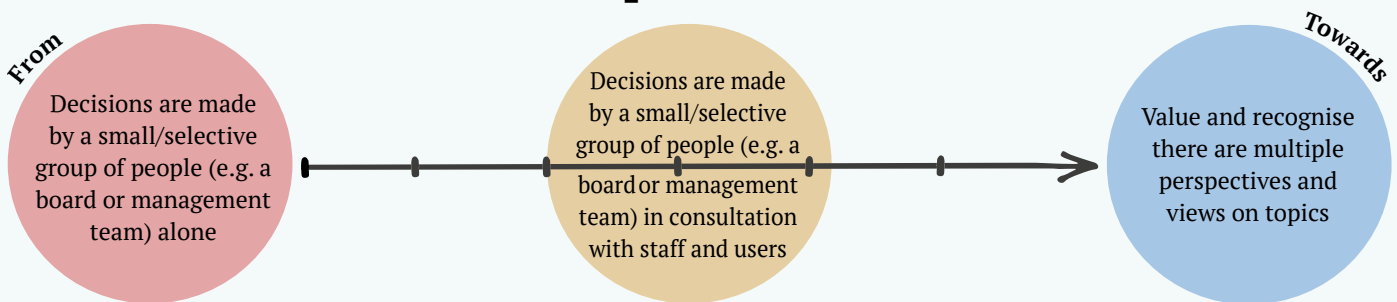 From
Decisions are made
by a small/selective
group of people (e.g. a
board or management
team) alone
Decisions are made
by a small/selective
group of people (e.g. a
board or management
team) in consultation
with staff and users
Towards
Value and recognise
there are multiple
perspectives and
views on topics